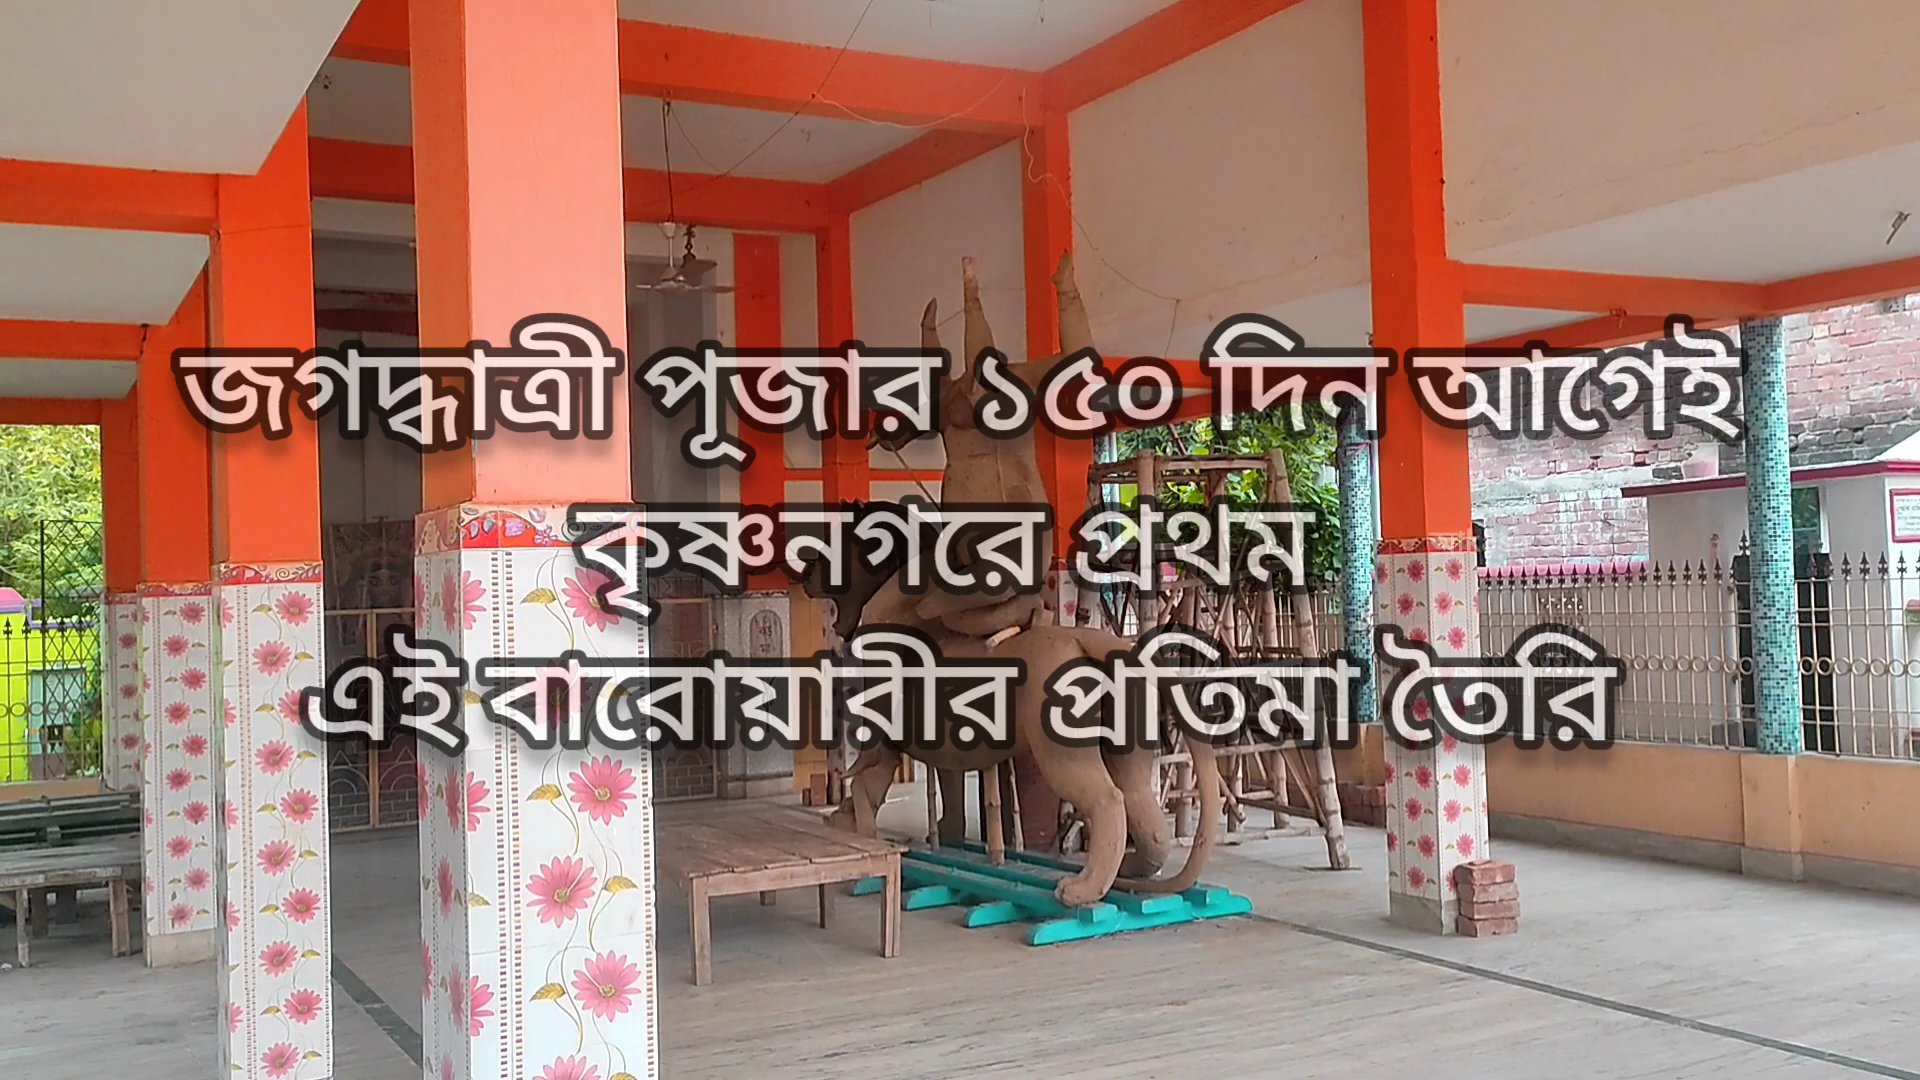 জগদ্ধাত্রী পূজার ১৫০ দিন আগেই
কৃষ্ণনগরে প্রথম
এই বারোয়ারীর প্রতিমা তৈরি